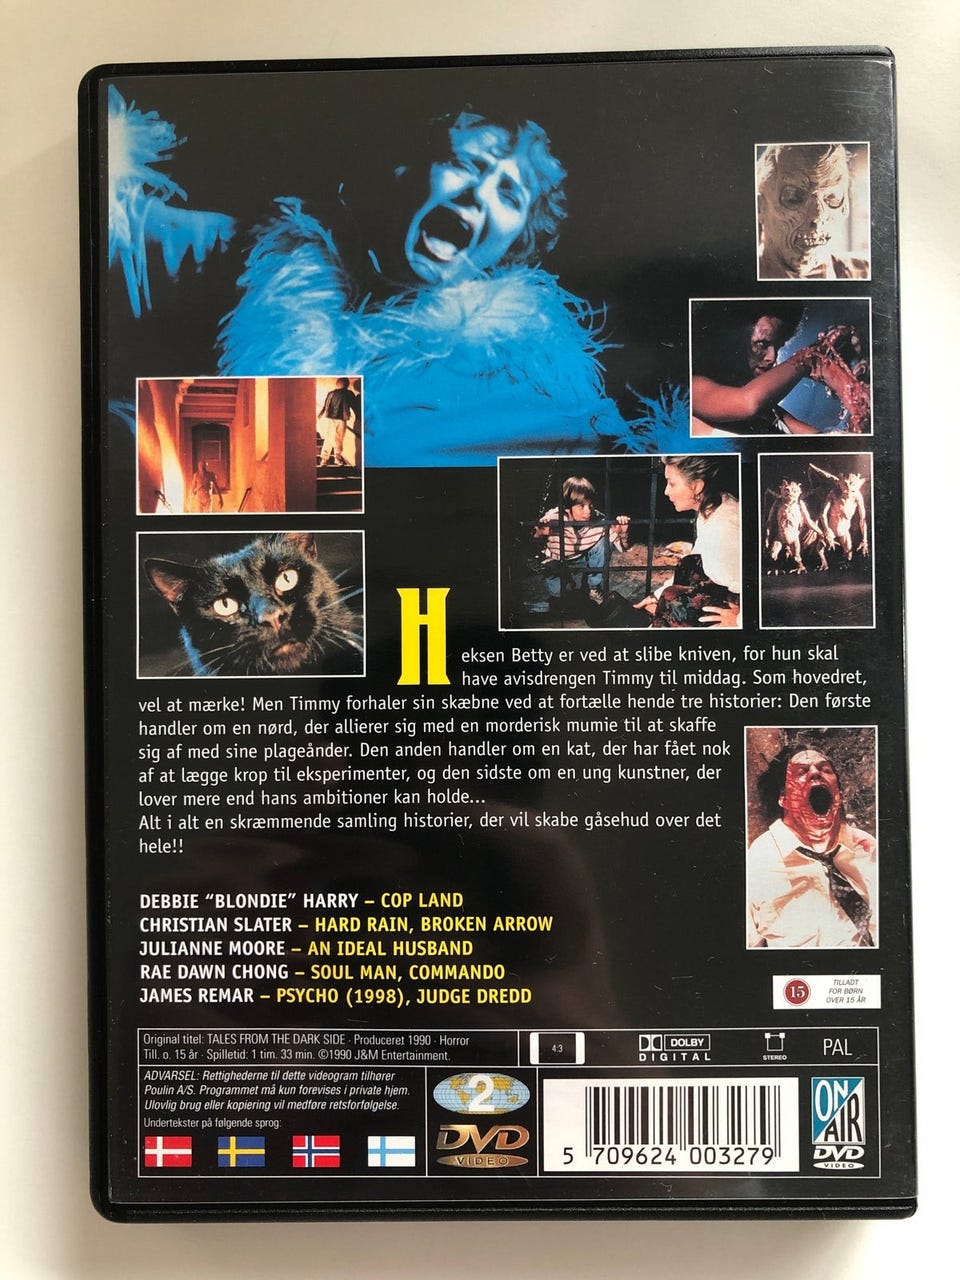 Heksen Betty er ved at slibe kniven, for hun skal
have avisdrengen Timmy til middag. Som hovedret,
vel at mærke! Men Timmy forhaler sin skæbne ved at fortælle hende tre historier: Den første
handler om en nørd, der allierer sig med en morderisk mumie til at skaffe
sig af med sine plageånder. Den anden handler om en kat, der har fået nok
af at lægge krop til eksperimenter, og den sidste om en ung kunstner, der
lover mere end hans ambitioner kan holde...
Alt i alt en skræmmende samling historier, der vil skabe gåsehud over det
hele!!
DEBBIE "BLONDIE" HARRY – COP LAND
CHRISTIAN SLATER – HARD RAIN, BROKEN ARROW
JULIANNE MOORE – AN IDEAL HUSBAND
RAE DAWN CHONG – SOUL MAN, COMMANDO
JAMES REMAR – PSYCHO (1998), JUDGE DREDD
15
TILLADT
FOR BØRN
OVER 15 ÅR
Original titel: TALES FROM THE DARK SIDE · Produceret 1990 · Horror
Till. o. 15 år · Spilletid: 1 tim. 33 min. ©1990 J&M Entertainment.
4:3
DOLBY
DIGITAL
STEREO
PAL
ADVARSEL: Rettighederne til dette videogram tilhører
Poulin A/S. Programmet må kun forevises i private hjem.
Ulovlig brug eller kopiering vil medføre retsforfølgelse.
Undertekster på følgende sprog:
2
DVD
VIDEO
5 709624 003279
ON
AIR
DVD
VIDEO